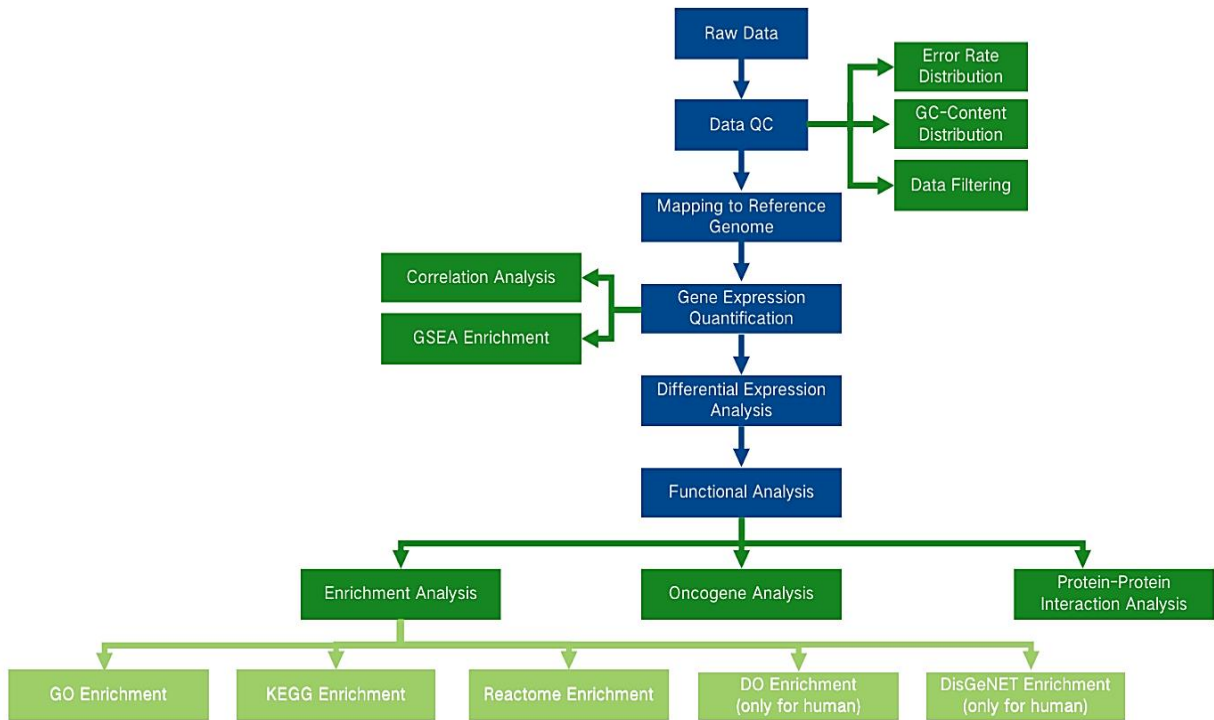 Raw Data
Error Rate
Distribution
Data QC
GC-Content
Distribution
Data Filtering
Mapping to Reference
Genome
Correlation Analysis
Gene Expression
Quantification
GSEA Enrichment
Differential Expression
Analysis
Functional Analysis
Enrichment Analysis
Oncogene Analysis
Protein-Protein
Interaction Analysis
GO Enrichment
KEGG Enrichment
Reactome Enrichment
DO Enrichment
(only for human)
DisGeNET Enrichment
(only for human)